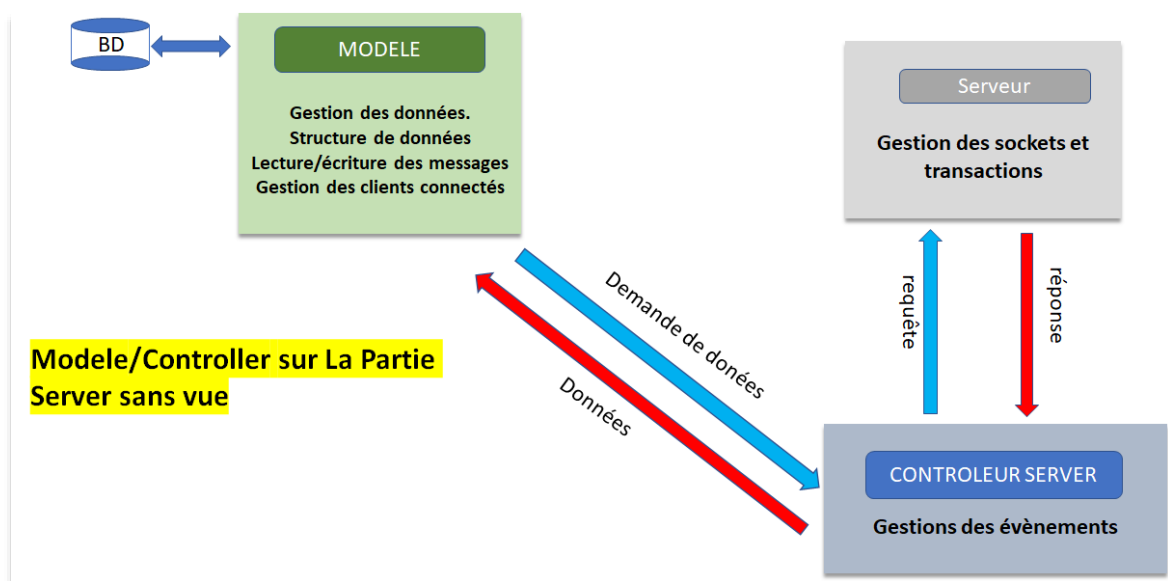 BD
MODELE
Gestion des données.
Structure de données
Lecture/écriture des messages
Gestion des clients connectés
Serveur
Gestion des sockets et
transactions
requête
réponse
Demande de donées
Données
Modele/Controller sur La Partie
Server sans vue
CONTROLEUR SERVER
Gestions des évènements